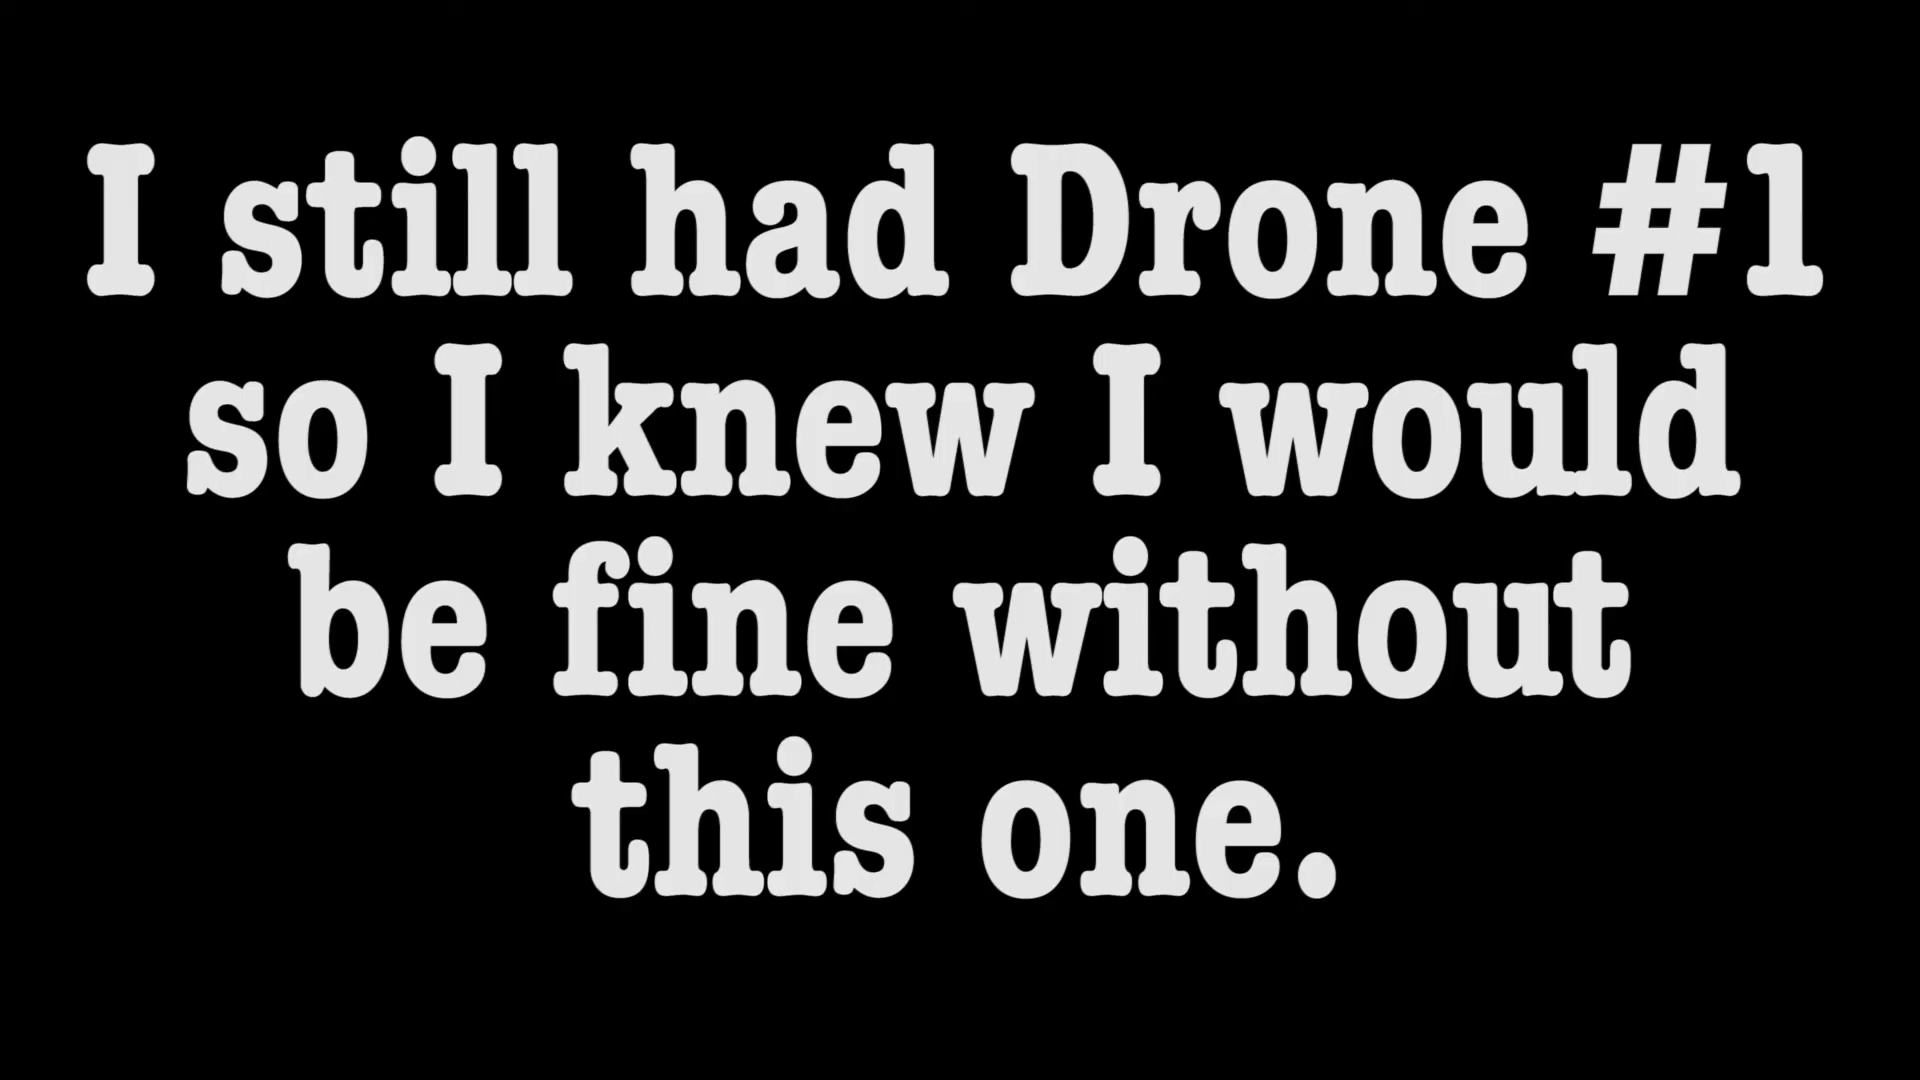 I still had Drone #1
so I knew I would
be fine without
this one.